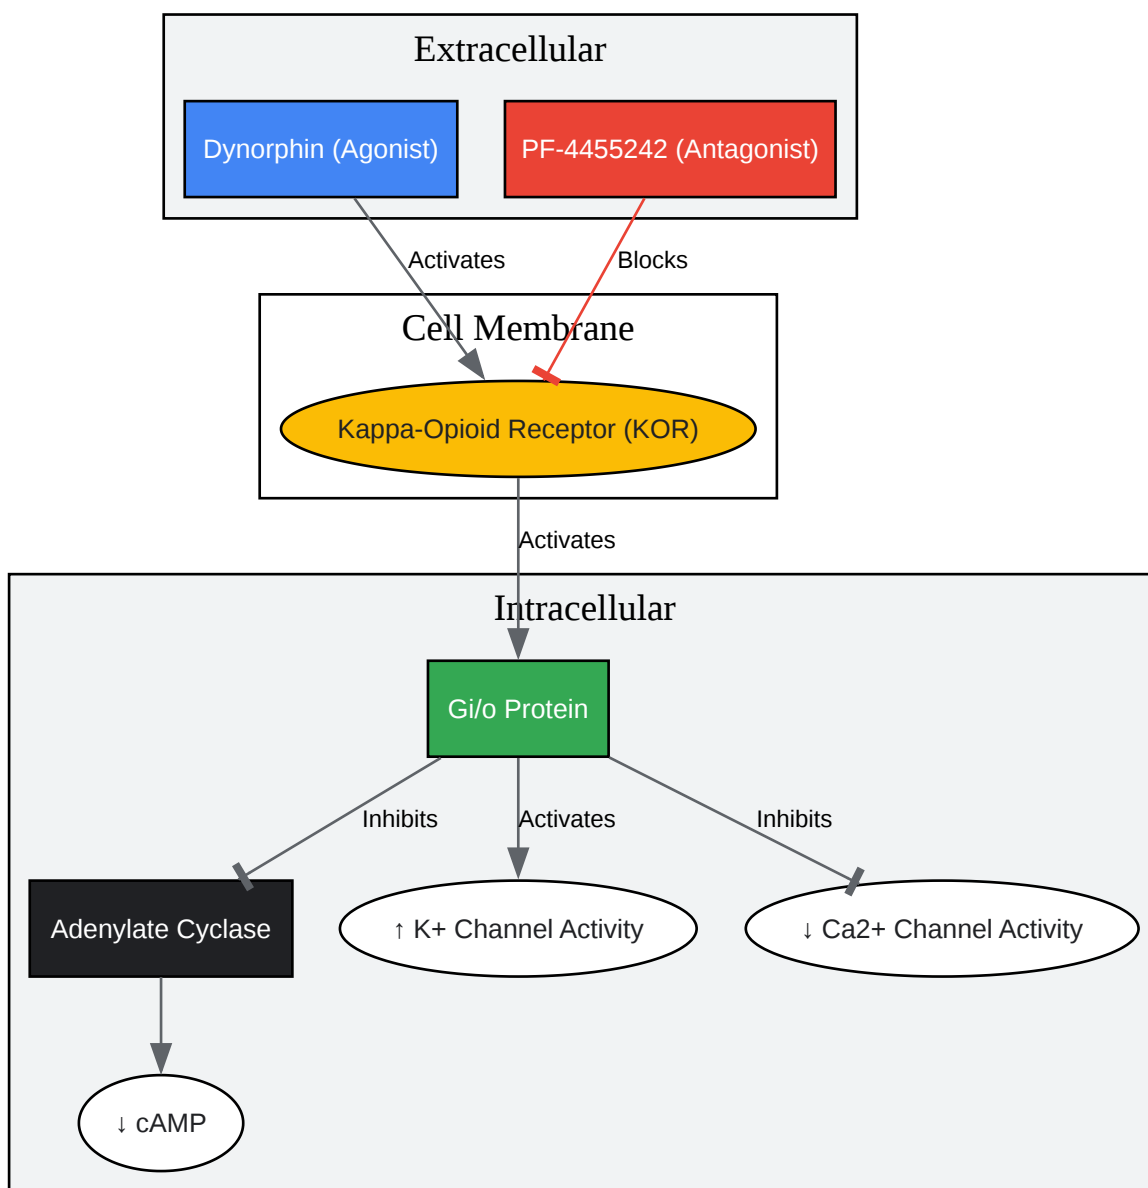 Extracellular
Dynorphin (Agonist)
PF-4455242 (Antagonist)
Activates
Blocks
Cell Membrane
Kappa-Opioid Receptor (KOR)
Activates
Intracellular
Gi/o Protein
Inhibits
Activates
Inhibits
Adenylate Cyclase
↑ K+ Channel Activity
↓ Ca2+ Channel Activity
↓ cAMP